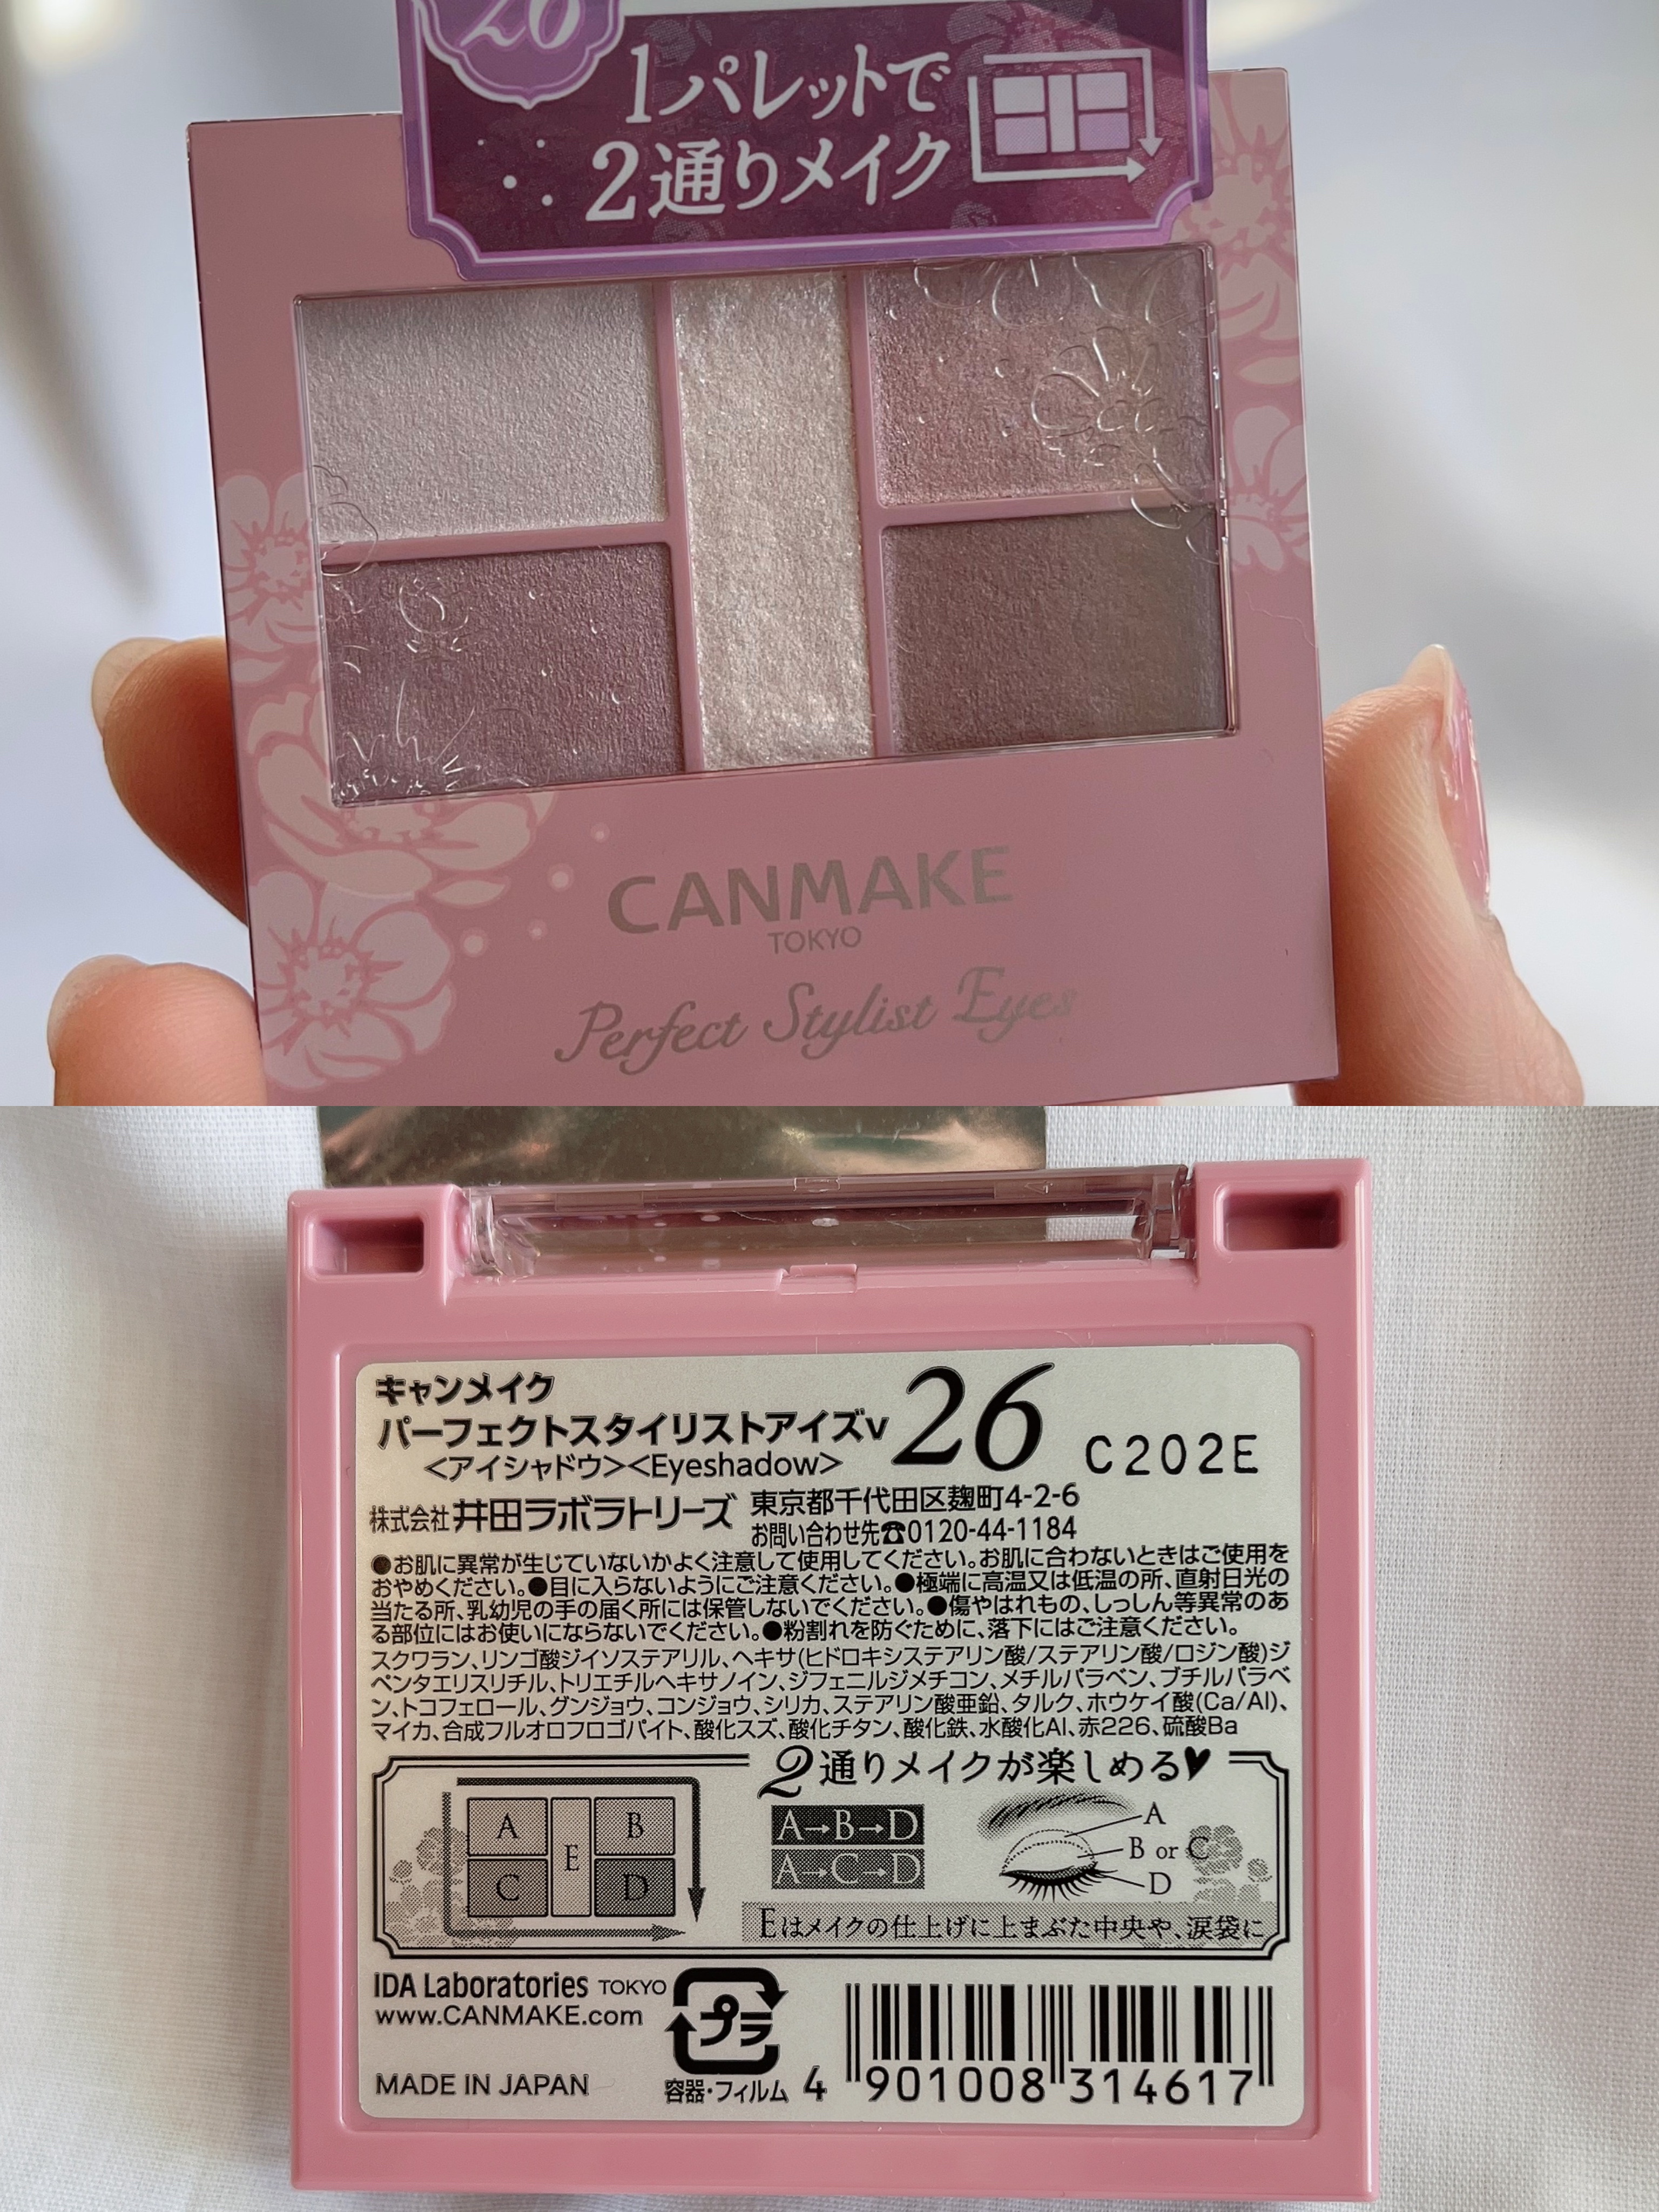 26
1パレットで
2通りメイク
CANMAKE
TOKYO
Perfect Stylist Eyes
キャンメイク
パーフェクトスタイリストアイズv
26
C202E
<アイシャドウ><Eyeshadow>
株式会社 井田ラボラトリーズ
東京都千代田区麹町4-2-6
お問い合わせ先☎0120-44-1184
●お肌に異常が生じていないかよく注意して使用してください。お肌に合わないときはご使用を
おやめください。●目に入らないようにご注意ください。●極端に高温又は低温の所、直射日光の
当たる所、乳幼児の手の届く所には保管しないでください。●傷やはれもの、しっしん等異常のあ
る部位にはお使いにならないでください。●粉割れを防ぐために、落下にはご注意ください。
スクワラン、リンゴ酸ジイソステアリル、ヘキサ(ヒドロキシステアリン酸/ステアリン酸/ロジン酸)ジ
ペンタエリスリチル、トリエチルヘキサノイン、ジフェニルジメチコン、メチルパラベン、ブチルパラベ
ン、トコフェロール、グンジョウ、コンジョウ、シリカ、ステアリン酸亜鉛、タルク、ホウケイ酸(Ca/Al)、
マイカ、合成フルオロフロゴパイト、酸化スズ、酸化チタン、酸化鉄、水酸化Al、赤226、硫酸Ba
2通りメイクが楽しめる♥
A
B
E
C
D
A→B→D
A→C→D
A
B or C
D
Eはメイクの仕上げに上まぶた中央や、涙袋に
IDA Laboratories TOKYO
www.CANMAKE.com
MADE IN JAPAN
プラ
容器・フィルム
4 901008 314617